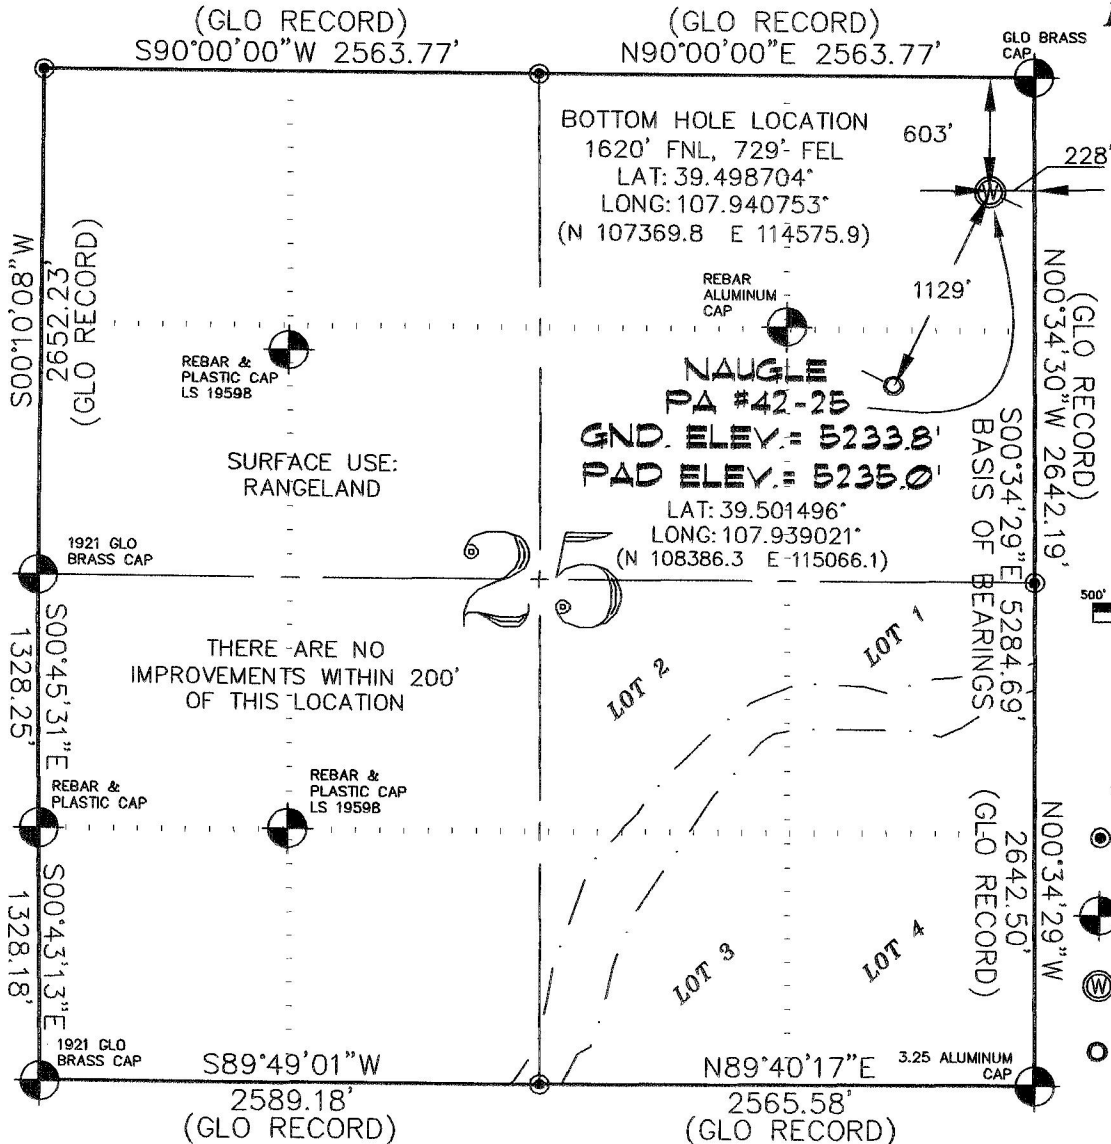 (GLO RECORD)
S90°00'00"W 2563.77'
(GLO RECORD)
N90°00'00"E 2563.77'
GLO BRASS
CAP
BOTTOM HOLE LOCATION
1620' FNL, 729' FEL
LAT: 39.498704°
LONG: 107.940753°
(N 107369.8 E 114575.9)
603'
228'
W
1129'
S00°01'08"W
2652.23'
(GLO RECORD)
REBAR &
PLASTIC CAP
LS 19598
REBAR
ALUMINUM
CAP
(GLO RECORD)
N00°34'30"W 2642.19'
S00°34'29"E 5284.69'
BASIS OF BEARINGS
NAUGLE
PA #42-25
GND. ELEV.= 5233.8'
PAD ELEV.= 5235.0'
LAT: 39.501496°
LONG: 107.939021°
(N 108386.3 E 115066.1)
SURFACE USE:
RANGELAND
1921 GLO
BRASS CAP
25
500'
THERE ARE NO
IMPROVEMENTS WITHIN 200'
OF THIS LOCATION
S00°45'31"E
1328.25'
LOT 2
LOT 1
REBAR &
PLASTIC CAP
REBAR &
PLASTIC CAP
LS 19598
S00°43'13"E
1328.18'
N00°34'29"W
2642.50'
(GLO RECORD)
LOT 3
LOT 4
W
1921 GLO
BRASS CAP
S89°49'01"W
2589.18'
(GLO RECORD)
N89°40'17"E
2565.58'
(GLO RECORD)
3.25 ALUMINUM
CAP